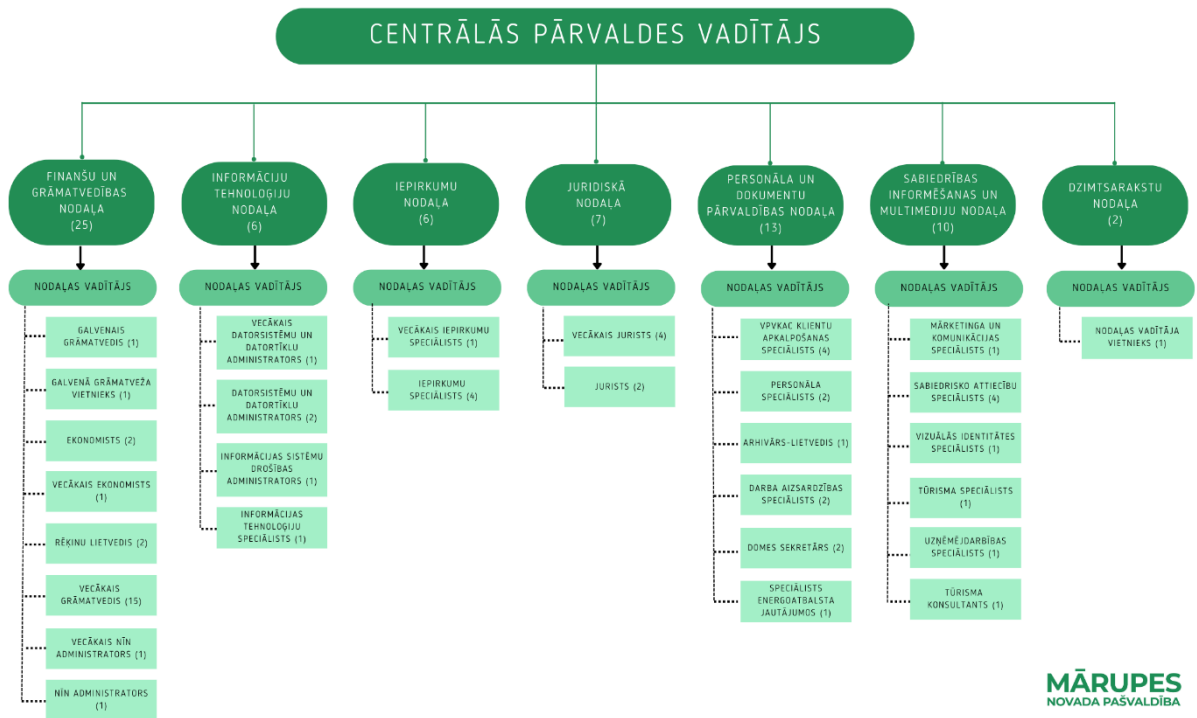 CENTRĀLĀS PĀRVALDES VADĪTĀJS
FINANŠU UN
GRĀMATVEDĪBAS
NODAĻA
(25)
NODAĻAS VADĪTĀJS
GALVENAIS
GRĀMATVEDIS (1)
GALVENĀ GRĀMATVEŽA
VIETNIEKS (1)
EKONOMISTS (2)
VECĀKAIS EKONOMISTS
(1)
RĒĶINU LIETVEDIS (2)
VECĀKAIS
GRĀMATVEDIS (15)
VECĀKAIS NĪN
ADMINISTRATORS (1)
NĪN ADMINISTRATORS
(1)
INFORMĀCIJU
TEHNOLOĢIJU
NODAĻA
(6)
NODAĻAS VADĪTĀJS
VECĀKAIS
DATORSISTĒMU UN
DATORTĪKLU
ADMINISTRATORS (1)
DATORSISTĒMU UN
DATORTĪKLU
ADMINISTRATORS (2)
INFORMĀCIJAS SISTĒMU
DROŠĪBAS
ADMINISTRATORS (1)
INFORMĀCIJAS
TEHNOLOĢIJU
SPECIĀLISTS (1)
IEPIRKUMU
NODAĻA
(6)
NODAĻAS VADĪTĀJS
VECĀKAIS IEPIRKUMU
SPECIĀLISTS (1)
IEPIRKUMU
SPECIĀLISTS (4)
JURIDISKĀ
NODAĻA
(7)
NODAĻAS VADĪTĀJS
VECĀKAIS JURISTS (4)
JURISTS (2)
PERSONĀLA UN
DOKUMENTU
PĀRVALDĪBAS NODAĻA
(13)
NODAĻAS VADĪTĀJS
VPVKAC KLIENTU
APKALPOŠANAS
SPECIĀLISTS (4)
PERSONĀLA
SPECIĀLISTS (2)
ARHIVĀRS-LIETVEDIS (1)
DARBA AIZSARDZĪBAS
SPECIĀLISTS (2)
DOMES SEKRETĀRS (2)
SPECIĀLISTS
ENERGOATBALSTA
JAUTĀJUMOS (1)
SABIEDRĪBAS
INFORMĒŠANAS UN
MULTIMEDIJU NODAĻA
(10)
NODAĻAS VADĪTĀJS
MĀRKETINGA UN
KOMUNIKĀCIJAS
SPECIĀLISTS (1)
SABIEDRISKO ATTIECĪBU
SPECIĀLISTS (4)
VIZUĀLĀS IDENTITĀTES
SPECIĀLISTS (1)
TŪRISMA SPECIĀLISTS
(1)
UZŅĒMĒJDARBĪBAS
SPECIĀLISTS (1)
TŪRISMA
KONSULTANTS (1)
DZIMTSARAKSTU
NODAĻA
(2)
NODAĻAS VADĪTĀJS
NODAĻAS VADĪTĀJA
VIETNIEKS (1)
MĀRUPES
NOVADA PAŠVALDĪBA